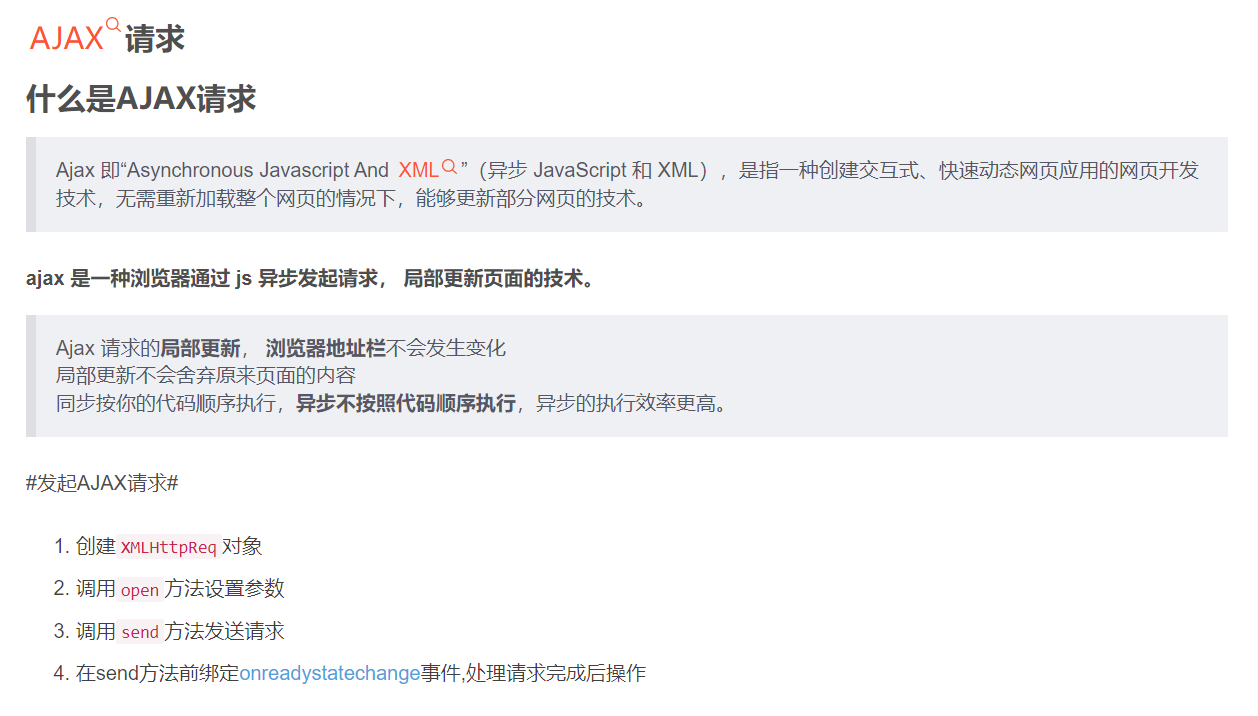 AJAX请求
什么是AJAX请求
Ajax 即“Asynchronous Javascript And XML”（异步 JavaScript 和 XML），是指一种创建交互式、快速动态网页应用的网页开发
技术，无需重新加载整个网页的情况下，能够更新部分网页的技术。
ajax 是一种浏览器通过 js 异步发起请求， 局部更新页面的技术。
Ajax 请求的局部更新， 浏览器地址栏不会发生变化
局部更新不会舍弃原来页面的内容
同步按你的代码顺序执行，异步不按照代码顺序执行，异步的执行效率更高。
#发起AJAX请求#
1. 创建 XMLHttpReq 对象
2. 调用 open 方法设置参数
3. 调用 send 方法发送请求
4. 在send方法前绑定onreadystatechange事件,处理请求完成后操作